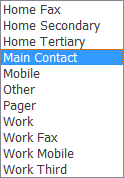 Home Fax
Home Secondary
Home Tertiary
Main Contact
Mobile
Other
Pager
Work
Work Fax
Work Mobile
Work Third